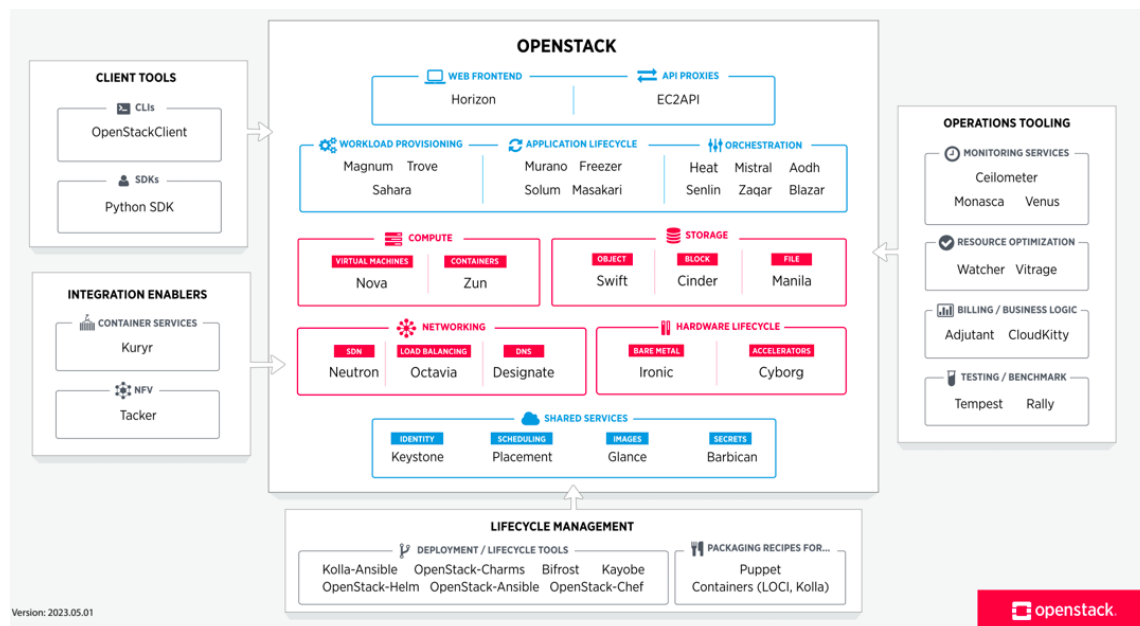 OPENSTACK
WEB FRONTEND
API PROXIES
Horizon
EC2API
WORKLOAD PROVISIONING
APPLICATION LIFECYCLE
ORCHESTRATION
Magnum Trove
Sahara
Murano Freezer
Solum Masakari
Heat Mistral Aodh
Senlin Zaqar Blazar
COMPUTE
VIRTUAL MACHINES
CONTAINERS
Nova
Zun
STORAGE
OBJECT
BLOCK
FILE
Swift
Cinder
Manila
NETWORKING
SDN
LOAD BALANCING
DNS
Neutron
Octavia
Designate
HARDWARE LIFECYCLE
BARE METAL
ACCELERATORS
Ironic
Cyborg
SHARED SERVICES
IDENTITY
SCHEDULING
IMAGES
SECRETS
Keystone
Placement
Glance
Barbican
CLIENT TOOLS
CLIs
OpenStackClient
SDKs
Python SDK
INTEGRATION ENABLERS
CONTAINER SERVICES
Kuryr
NFV
Tacker
OPERATIONS TOOLING
MONITORING SERVICES
Ceilometer
Monasca Venus
RESOURCE OPTIMIZATION
Watcher Vitrage
BILLING / BUSINESS LOGIC
Adjutant CloudKitty
TESTING / BENCHMARK
Tempest Rally
LIFECYCLE MANAGEMENT
DEPLOYMENT / LIFECYCLE TOOLS
Kolla-Ansible OpenStack-Charms Bifrost Kayobe
OpenStack-Helm OpenStack-Ansible OpenStack-Chef
PACKAGING RECIPES FOR...
Puppet
Containers (LOCI, Kolla)
Version: 2023.05.01
openstack.